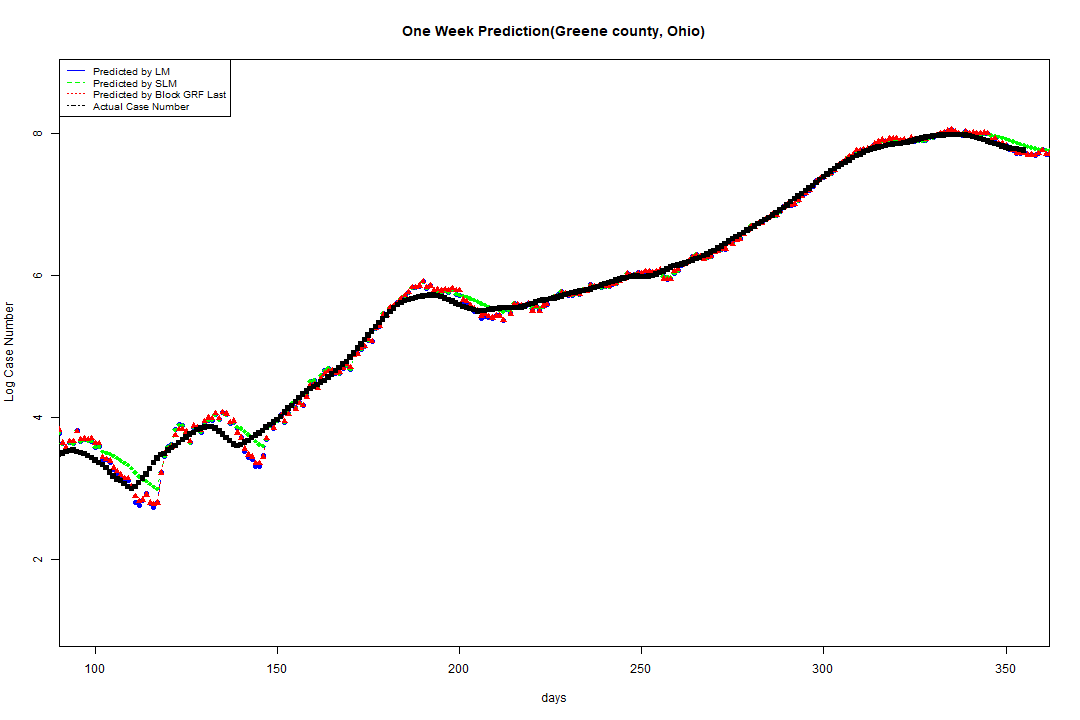 One Week Prediction(Greene county, Ohio)
Predicted by LM
Predicted by SLM
Predicted by Block GRF Last
Actual Case Number
8
6
4
2
Log Case Number
100 150 200 250 300 350
days